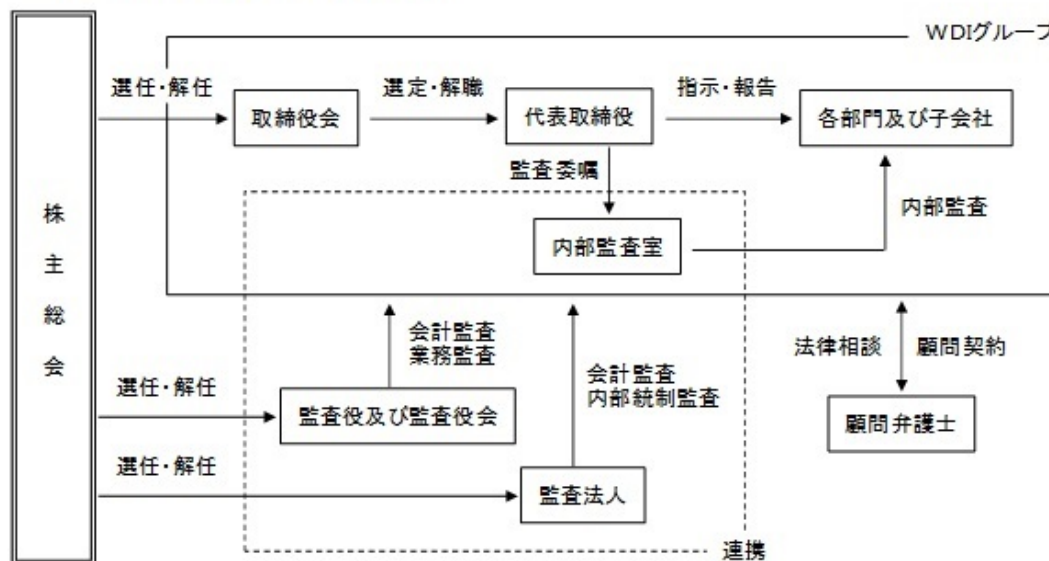 WDIグループ
選任・解任
選定・解職
指示・報告
取締役会
代表取締役
各部門及び子会社
監査委嘱
内部監査
内部監査室
株主総会
会計監査
業務監査
会計監査
内部統制監査
法律相談
顧問契約
選任・解任
監査役及び監査役会
顧問弁護士
選任・解任
監査法人
連携